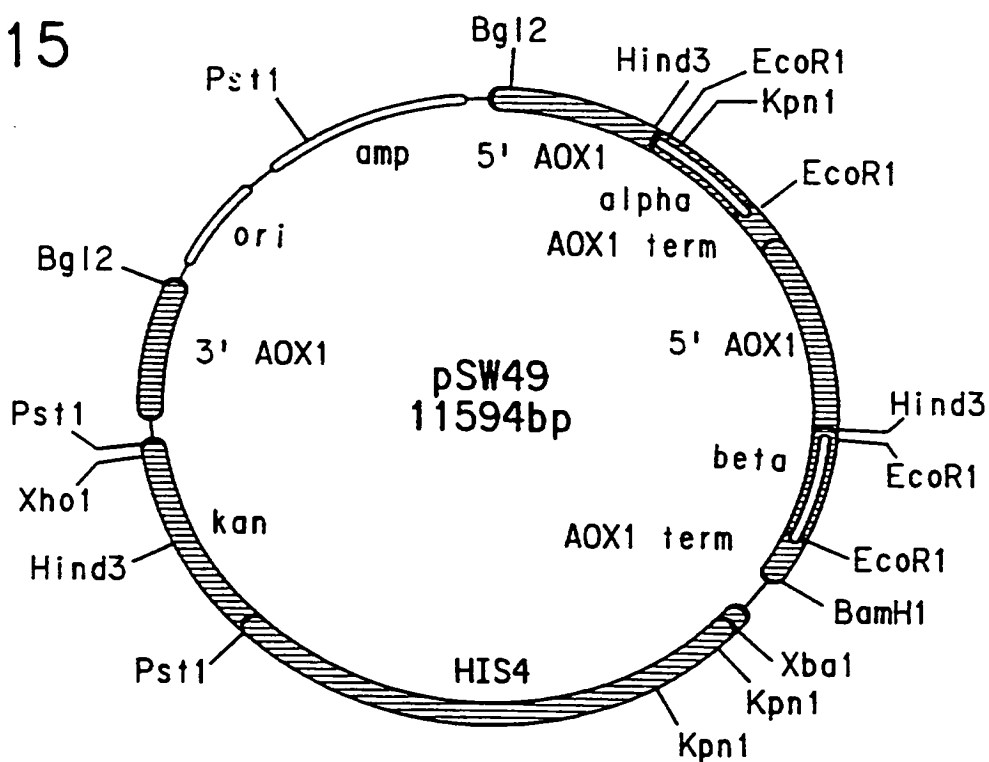 15
Bgl2
Hind3
EcoR1
Kpn1
Pst1
amp
5' AOX1
EcoR1
alpha
ori
AOX1 term
Bgl2
3' AOX1
5' AOX1
pSW49
11594bp
Hind3
Pst1
beta
EcoR1
Xho1
kan
AOX1 term
Hind3
EcoR1
BamH1
Pst1
HIS4
Xba1
Kpn1
Kpn1